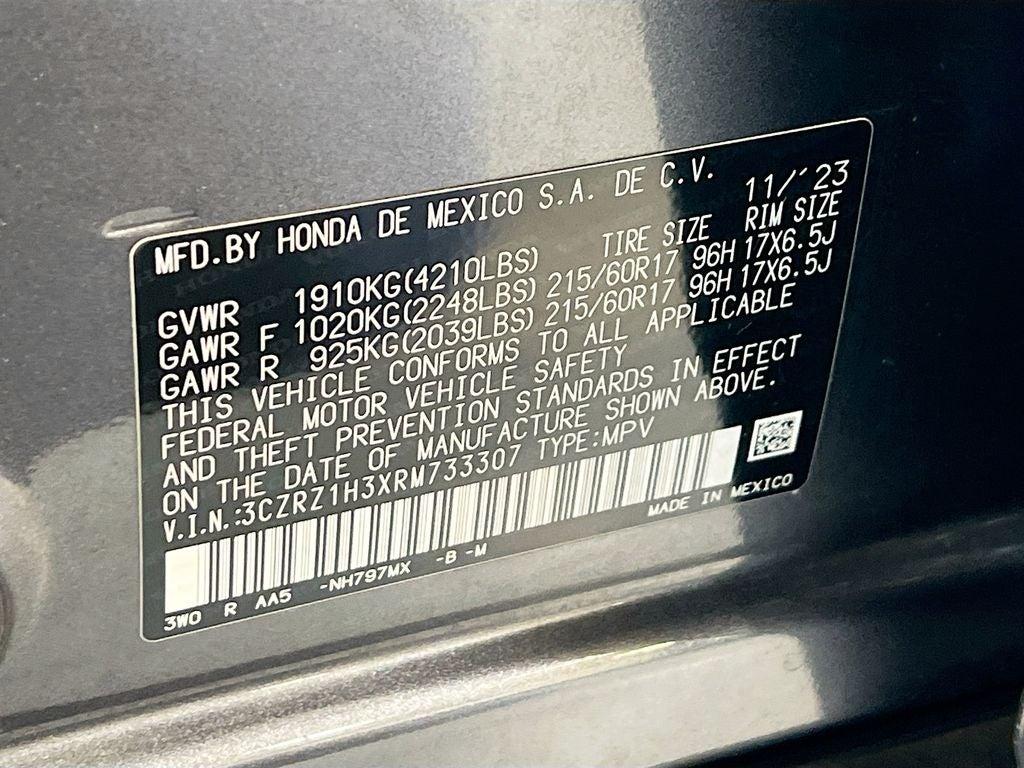 MFD.BY HONDA DE MEXICO S.A. DE C.V. 11/´23
TIRE SIZE RIM SIZE
GVWR 1910KG(4210LBS)
GAWR F 1020KG(2248LBS) 215/60R17 96H 17X6.5J
GAWR R 925KG(2039LBS) 215/60R17 96H 17X6.5J
THIS VEHICLE CONFORMS TO ALL APPLICABLE
FEDERAL MOTOR VEHICLE SAFETY
AND THEFT PREVENTION STANDARDS IN EFFECT
ON THE DATE OF MANUFACTURE SHOWN ABOVE.
V.I.N.:3CZRZ1H3XRM733307 TYPE:MPV
3W0 R AA5 -NH797MX -B -M MADE IN MEXICO